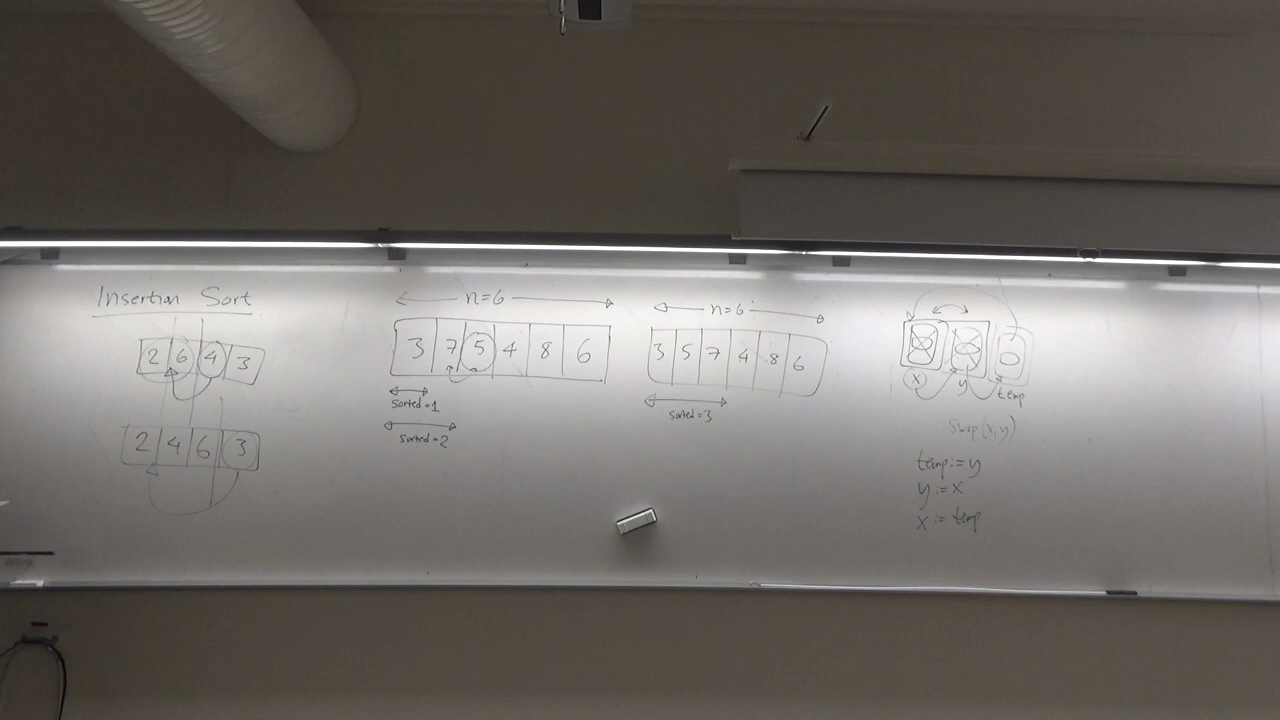 Insertion Sort
2 6 4 3
2 4 6 3
n=6
3 7 5 4 8 6
sorted=1
sorted=2
n=6
3 5 7 4 8 6
sorted=3
x y temp
Swap(x,y)
temp:=y
y:=x
x:=temp